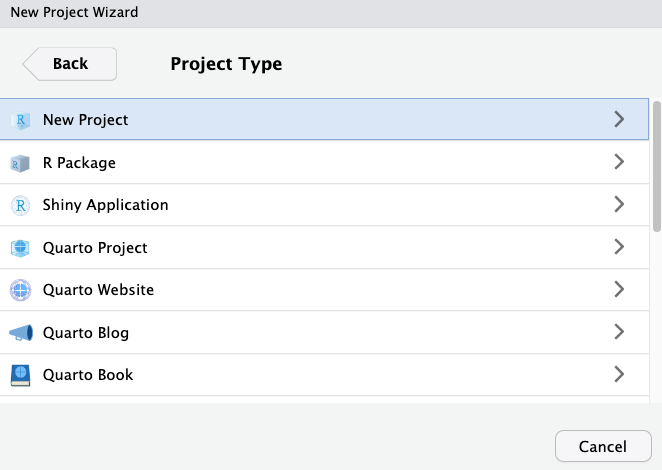 New Project Wizard
Back
Project Type
R New Project
R R Package
R Shiny Application
Quarto Project
Quarto Website
Quarto Blog
Quarto Book
Cancel